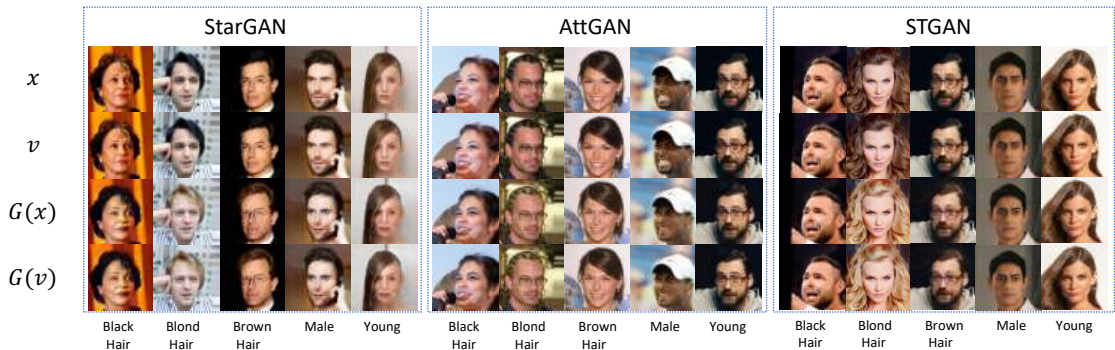 StarGAN AttGAN STGAN
x
v
G(x)
G(v)
Black Hair Blond Hair Brown Hair Male Young Black Hair Blond Hair Brown Hair Male Young Black Hair Blond Hair Brown Hair Male Young